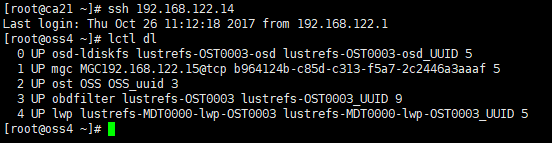 [root@ca21 ~]# ssh 192.168.122.14
Last login: Thu Oct 26 11:12:18 2017 from 192.168.122.1
[root@oss4 ~]# lctl dl
  0 UP osd-ldiskfs lustrefs-OST0003-osd lustrefs-OST0003-osd_UUID 5
  1 UP mgc MGC192.168.122.15@tcp b964124b-c85d-c313-f5a7-2c2446a3aaaf 5
  2 UP ost OSS OSS_uuid 3
  3 UP obdfilter lustrefs-OST0003 lustrefs-OST0003_UUID 9
  4 UP lwp lustrefs-MDT0000-lwp-OST0003 lustrefs-MDT0000-lwp-OST0003_UUID 5
[root@oss4 ~]#